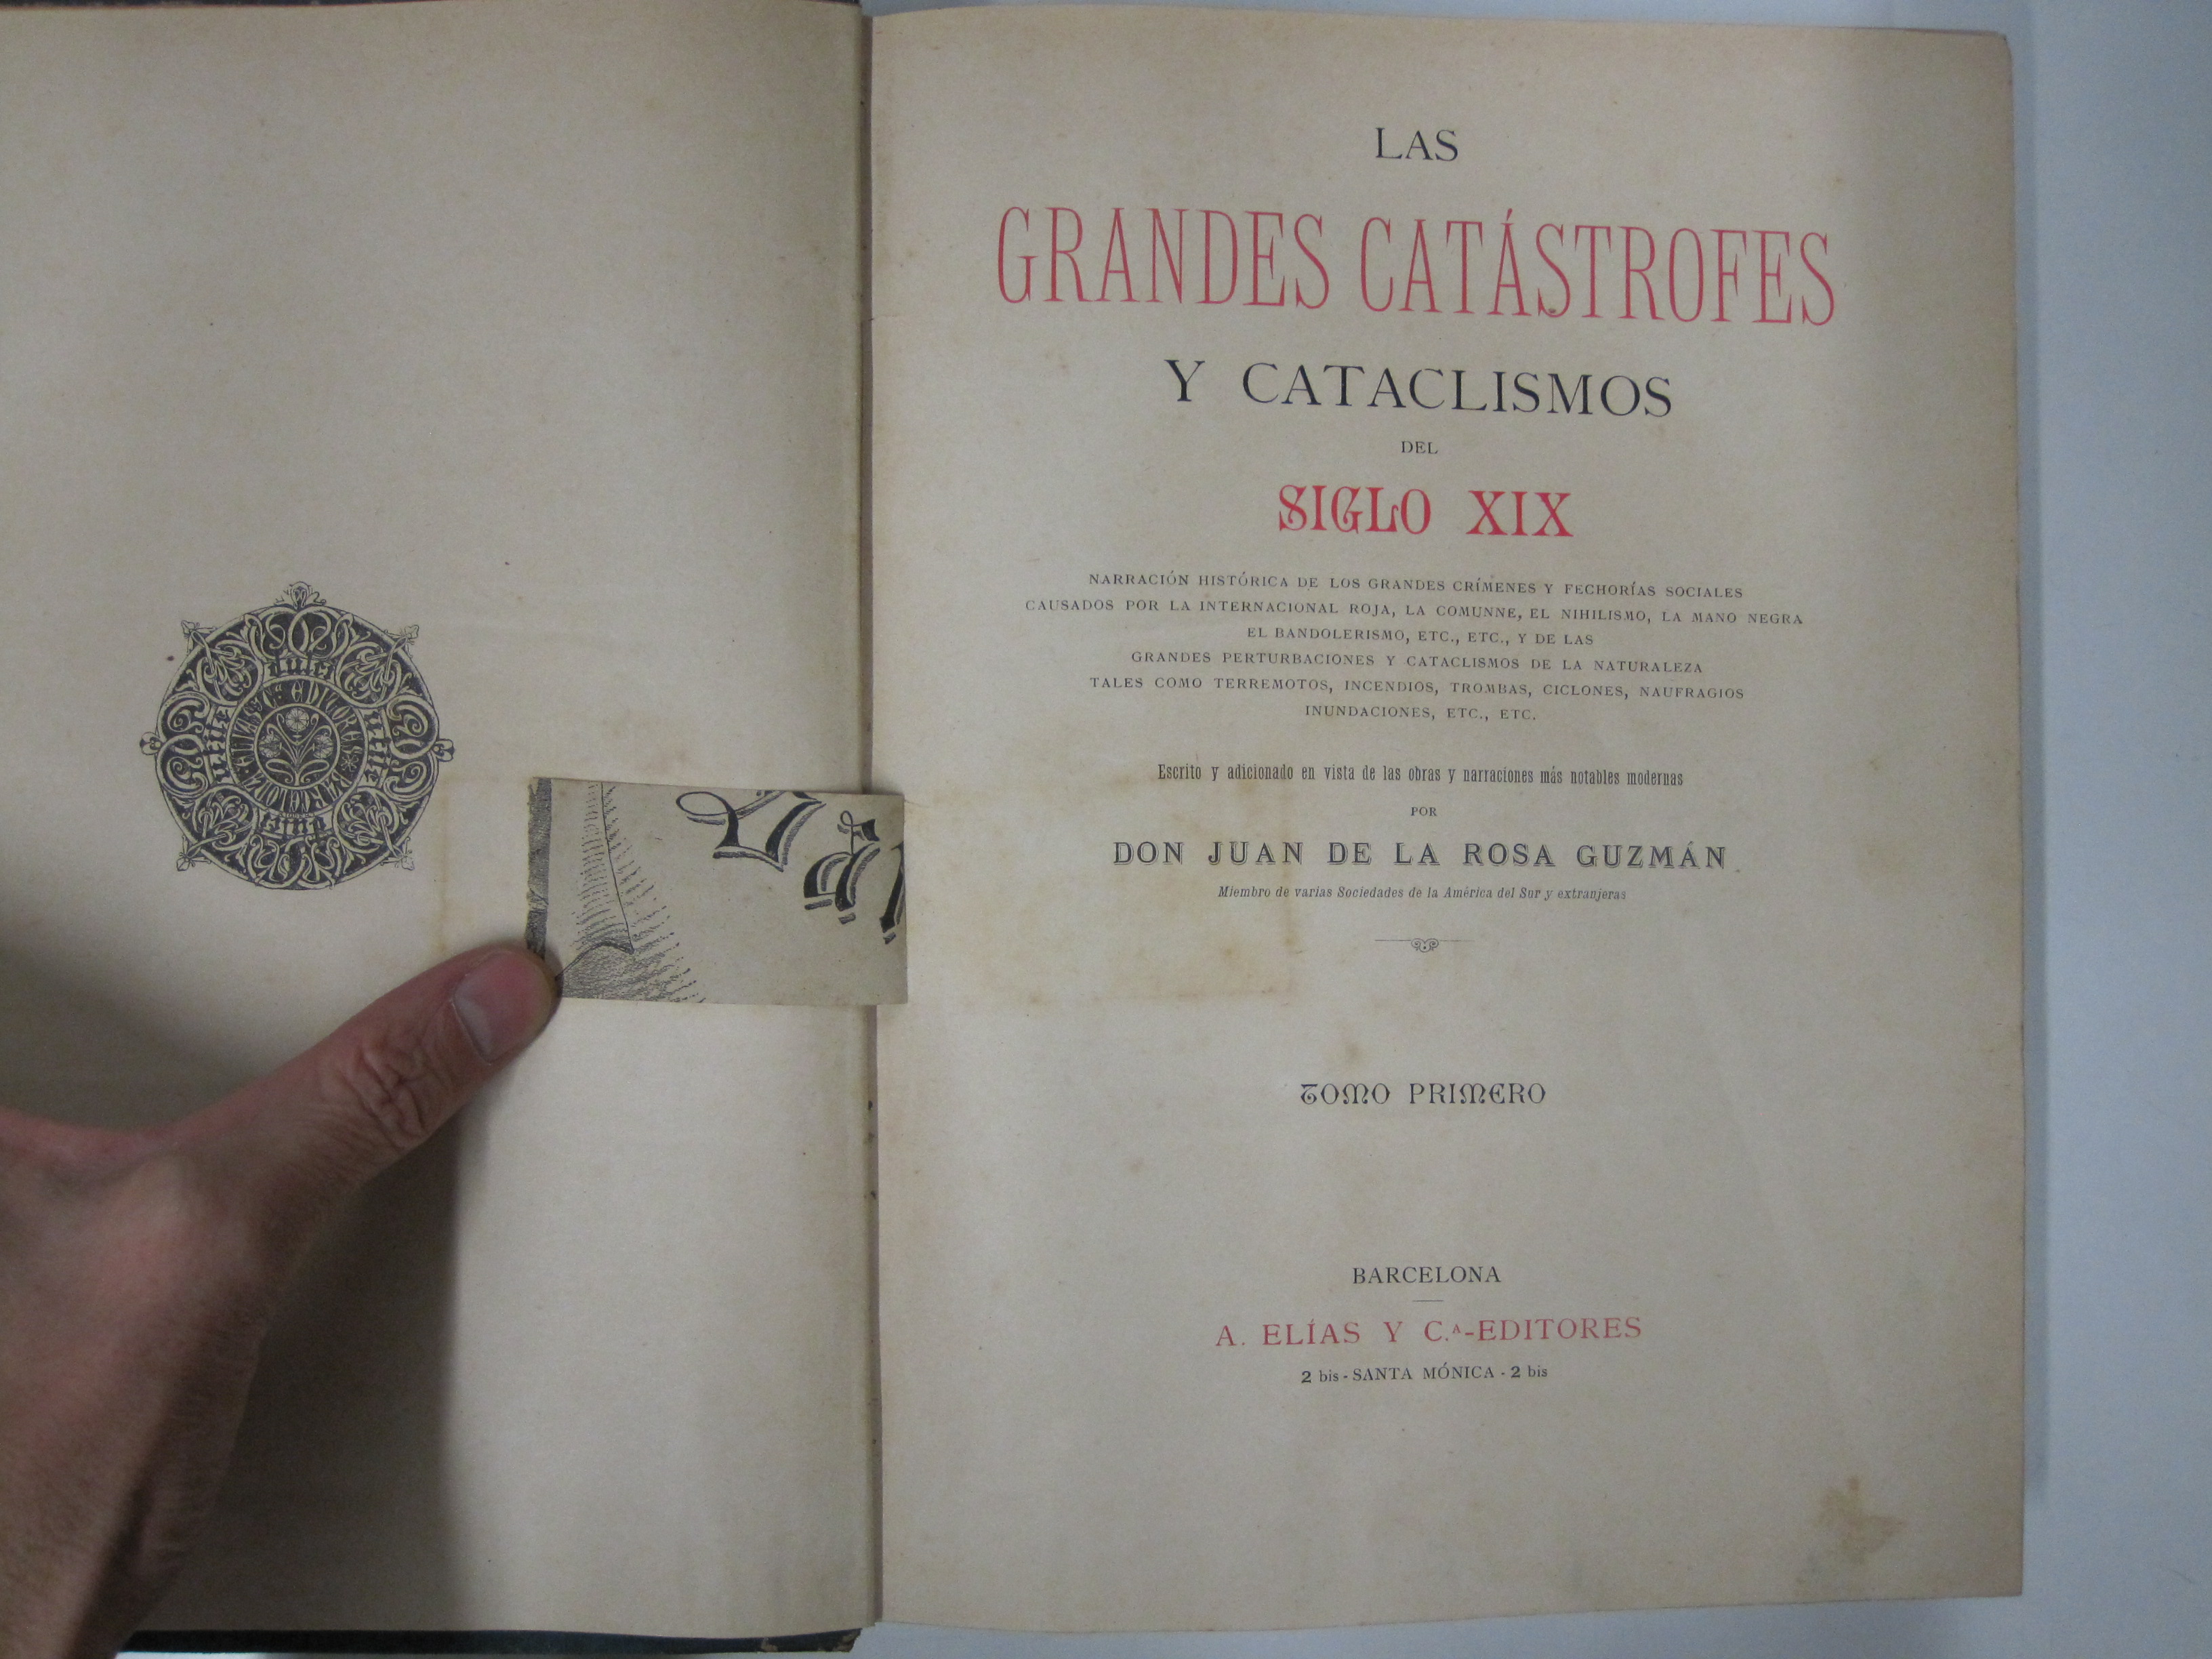 ELIAS Y Cª EDITORES
BARCELONA
LAS
GRANDES CATÁSTROFES
Y CATACLISMOS
DEL
SIGLO XIX
NARRACIÓN HISTÓRICA DE LOS GRANDES CRÍMENES Y FECHORÍAS SOCIALES
CAUSADOS POR LA INTERNACIONAL ROJA, LA COMUNNE, EL NIHILISMO, LA MANO NEGRA
EL BANDOLERISMO, ETC., ETC., Y DE LAS
GRANDES PERTURBACIONES Y CATACLISMOS DE LA NATURALEZA
TALES COMO TERREMOTOS, INCENDIOS, TROMBAS, CICLONES, NAUFRAGIOS
INUNDACIONES, ETC., ETC.
Escrito y adicionado en vista de las obras y narraciones más notables modernas
POR
DON JUAN DE LA ROSA GUZMÁN
Miembro de varias Sociedades de la América del Sur y extranjeras
TOMO PRIMERO
BARCELONA
A. ELÍAS Y C.ᴬ-EDITORES
2 bis - SANTA MÓNICA - 2 bis